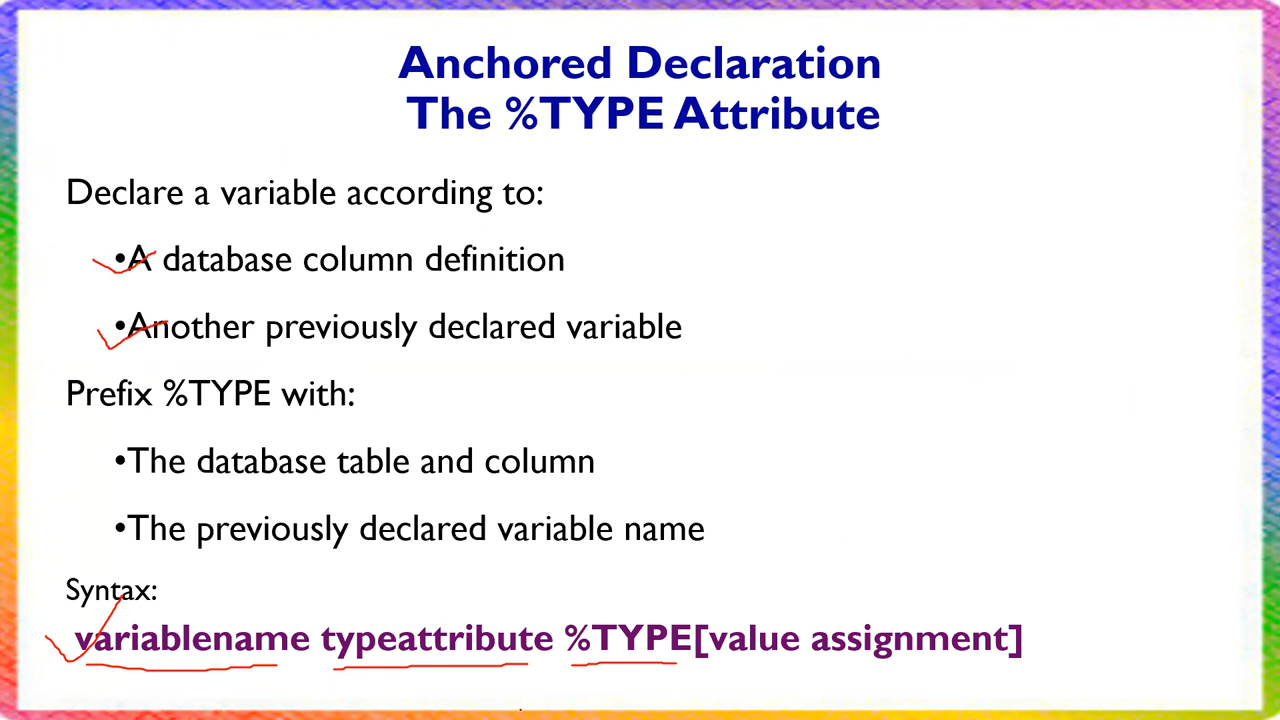 Anchored Declaration
The %TYPE Attribute
Declare a variable according to:
•A database column definition
•Another previously declared variable
Prefix %TYPE with:
•The database table and column
•The previously declared variable name
Syntax:
variablename typeattribute %TYPE[value assignment]